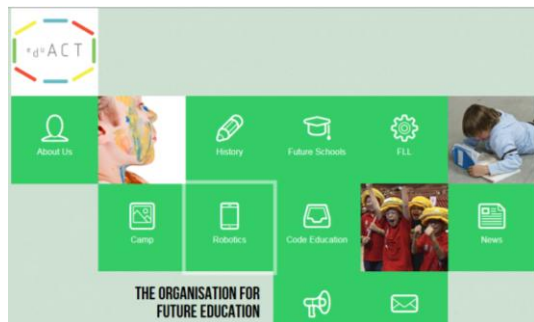 eduACT
About Us
History
Future Schools
FLL
Camp
Robotics
Code Education
News
THE ORGANISATION FOR
FUTURE EDUCATION